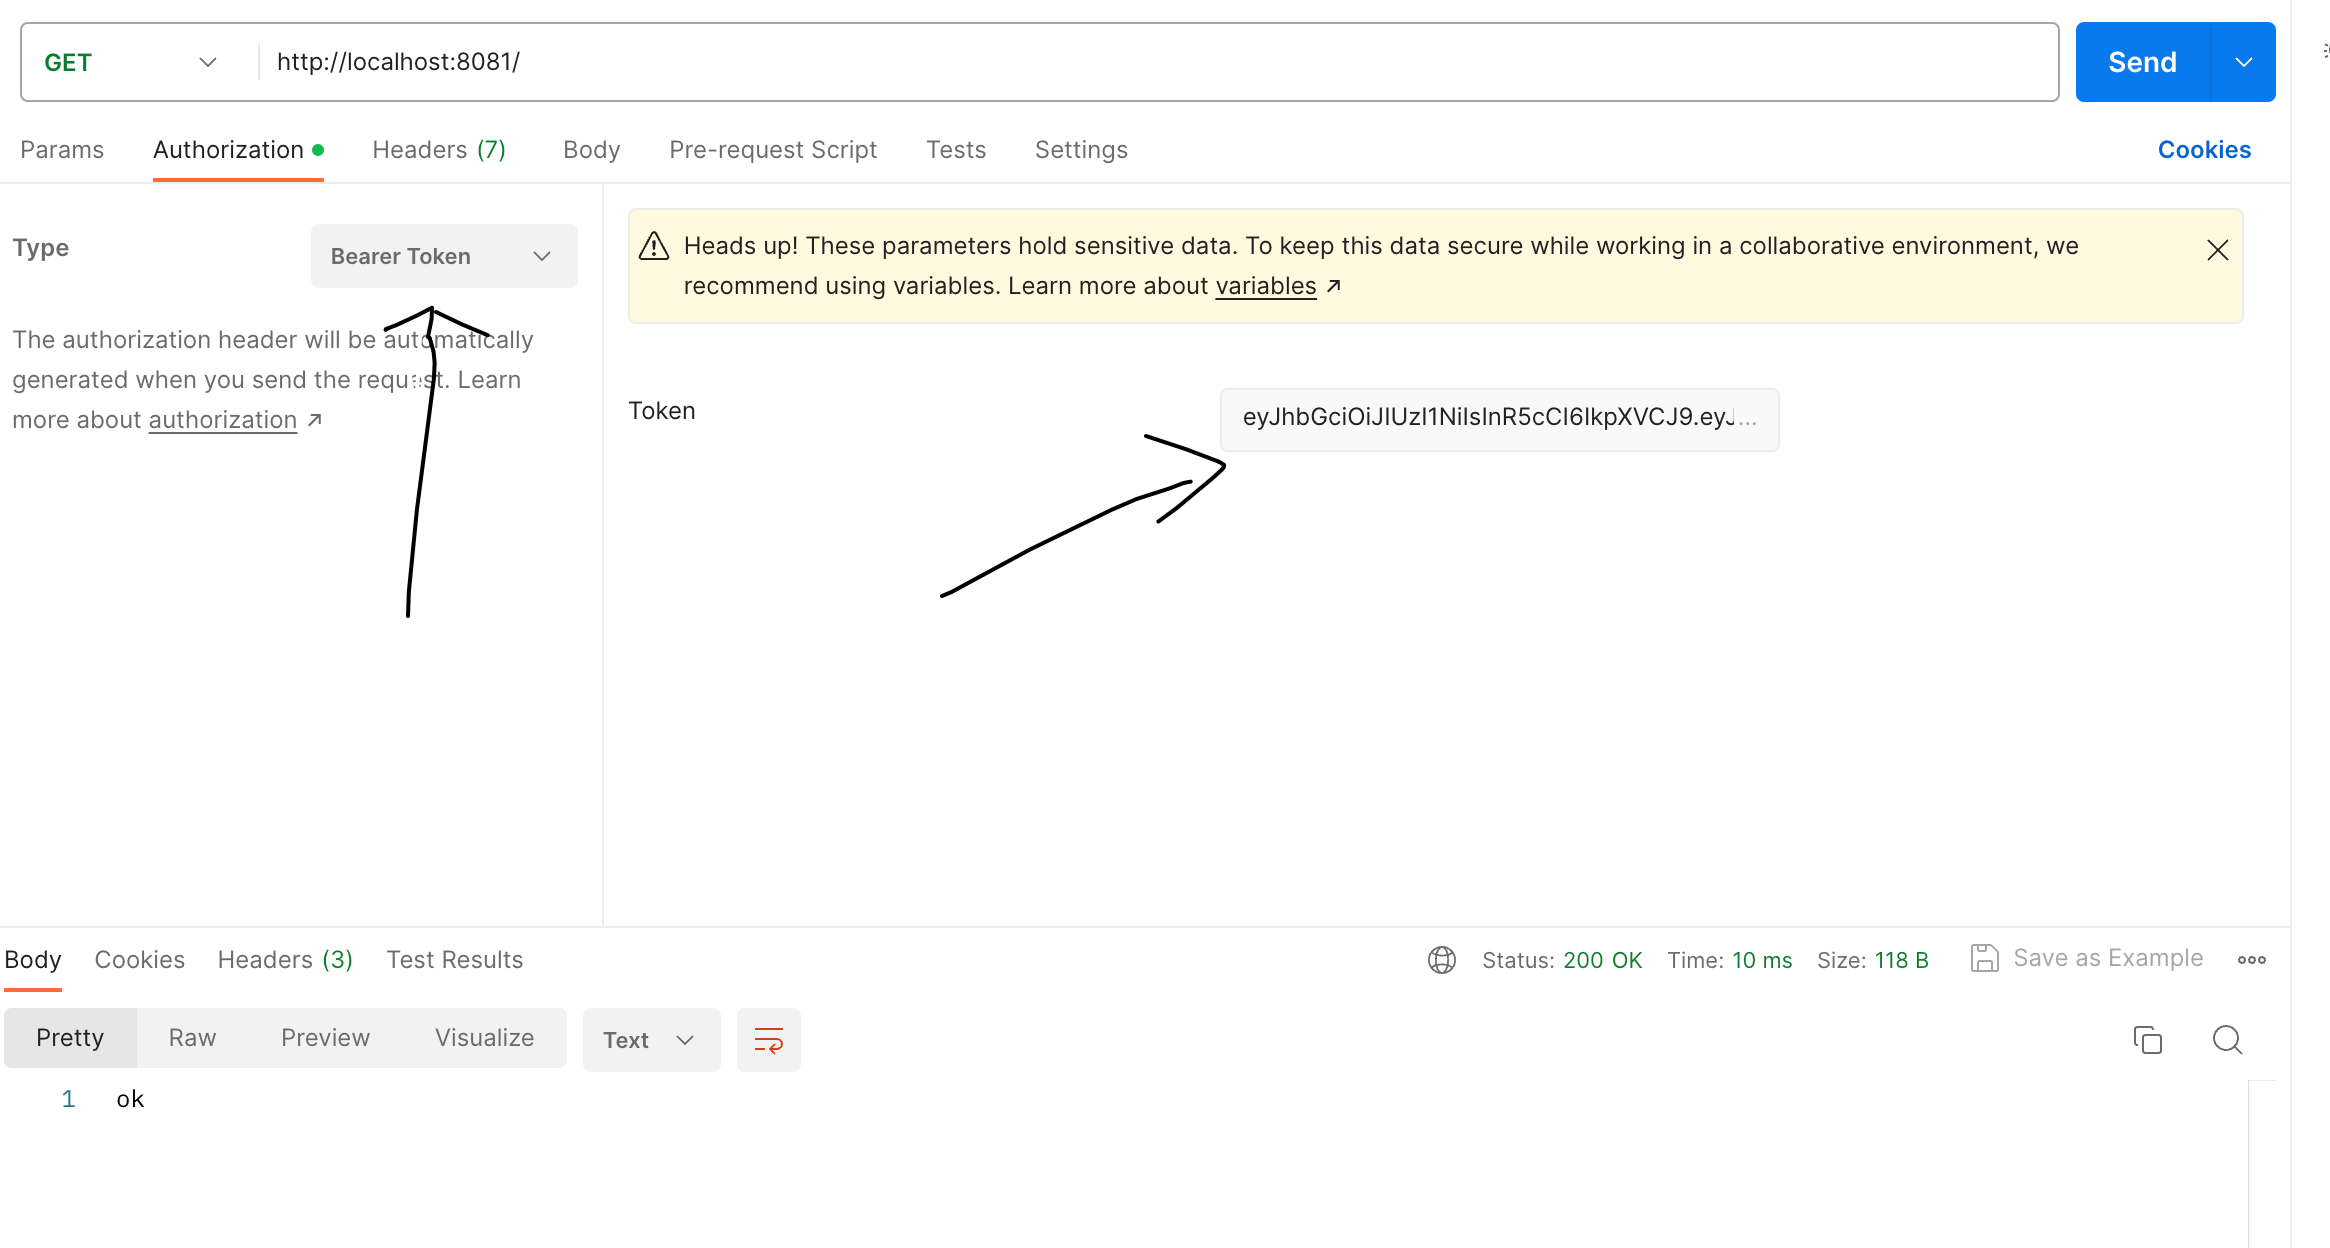 GET http://localhost:8081/ Send
Params Authorization Headers (7) Body Pre-request Script Tests Settings Cookies
Type Bearer Token
The authorization header will be automatically
generated when you send the request. Learn
more about authorization ↗
Heads up! These parameters hold sensitive data. To keep this data secure while working in a collaborative environment, we
recommend using variables. Learn more about variables ↗
Token eyJhbGciOiJIUzI1NiIsInR5cCI6IkpXVCJ9.eyJ...
Body Cookies Headers (3) Test Results Status: 200 OK Time: 10 ms Size: 118 B Save as Example
Pretty Raw Preview Visualize Text
1 ok